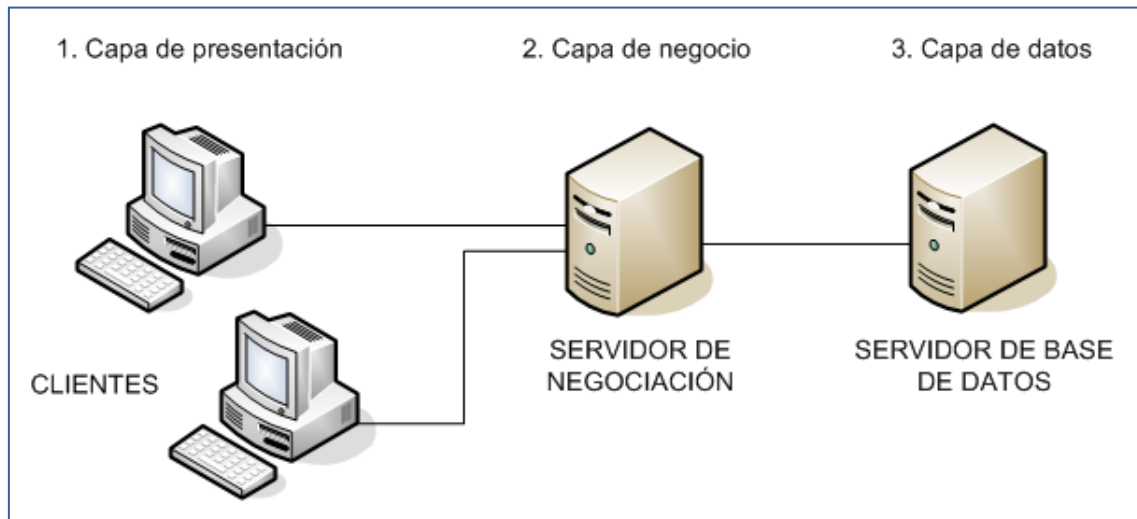 1. Capa de presentación
2. Capa de negocio
3. Capa de datos
CLIENTES
SERVIDOR DE
NEGOCIACIÓN
SERVIDOR DE BASE
DE DATOS